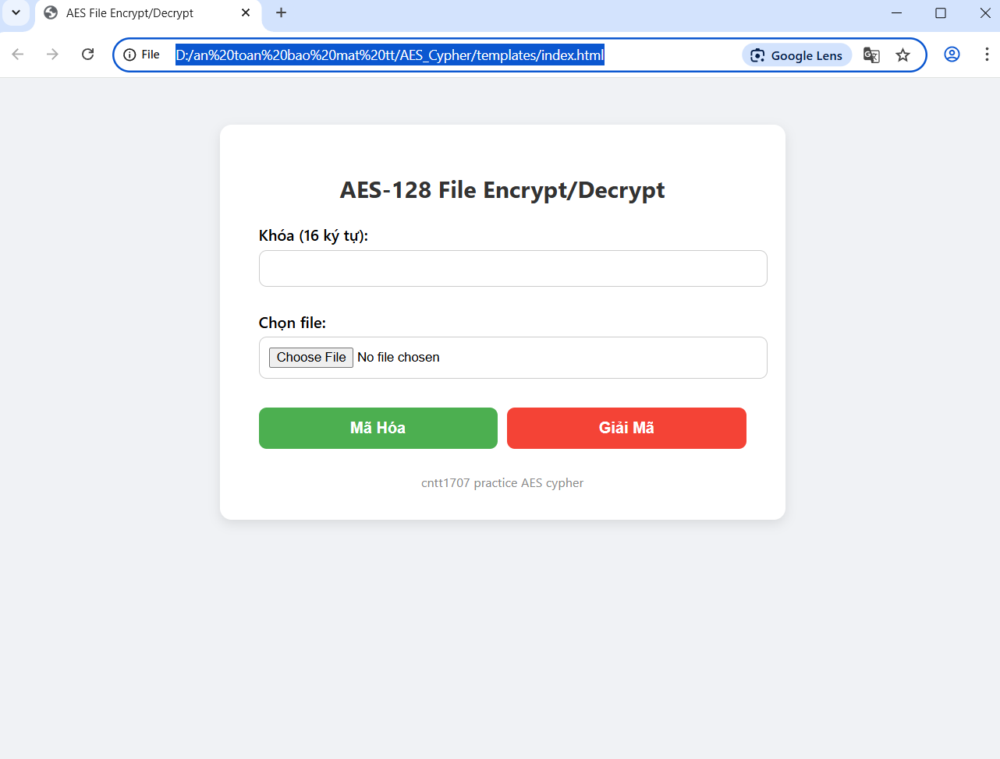 AES File Encrypt/Decrypt
File D:/an%20toan%20bao%20mat%20tt/AES_Cypher/templates/index.html Google Lens
AES-128 File Encrypt/Decrypt
Khóa (16 ký tự):
Chọn file:
Choose File No file chosen
Mã Hóa Giải Mã
cntt1707 practice AES cypher